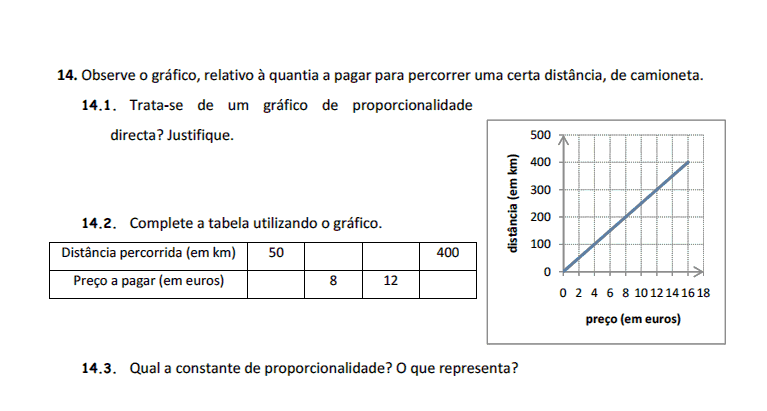 14. Observe o gráfico, relativo à quantia a pagar para percorrer uma certa distância, de camioneta.
14.1. Trata-se de um gráfico de proporcionalidade
directa? Justifique.
14.2. Complete a tabela utilizando o gráfico.
Distância percorrida (em km) 50 400
Preço a pagar (em euros) 8 12
distância (em km)
500
400
300
200
100
0
0 2 4 6 8 10 12 14 16 18
preço (em euros)
14.3. Qual a constante de proporcionalidade? O que representa?